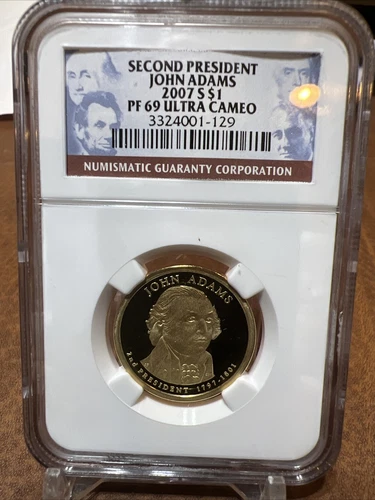 SECOND PRESIDENT
JOHN ADAMS
2007 S $1
PF 69 ULTRA CAMEO
3324001-129
NUMISMATIC GUARANTY CORPORATION
JOHN ADAMS
2nd PRESIDENT 1797-1801